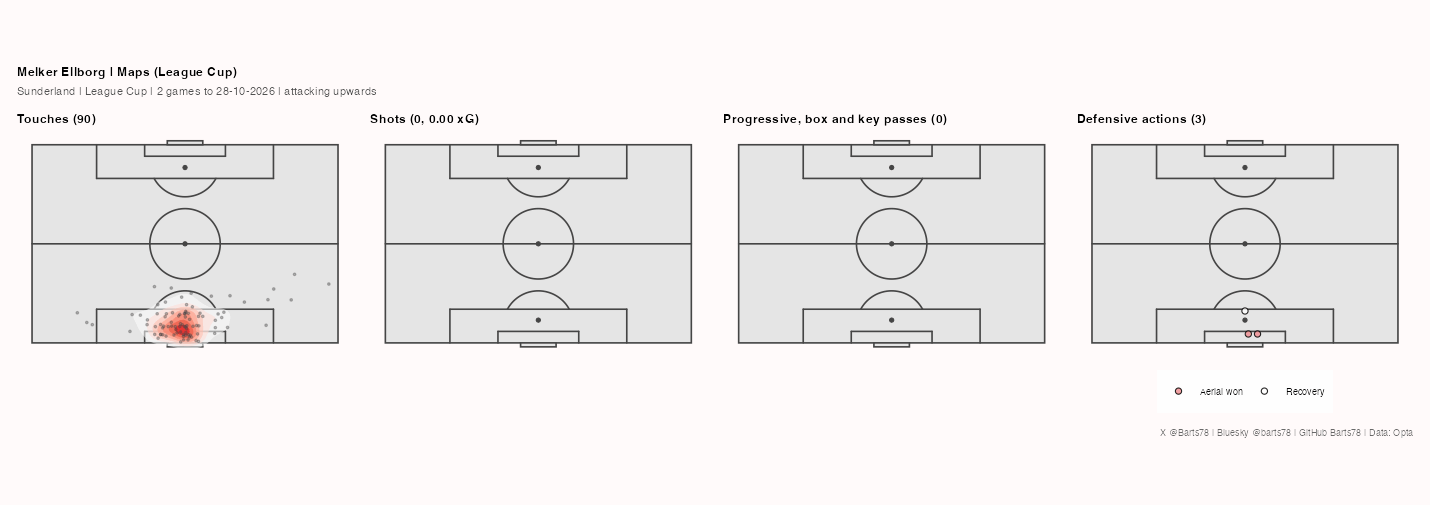 Melker Ellborg | Maps (League Cup)
Sunderland | League Cup | 2 games to 28-10-2026 | attacking upwards
Touches (90)
Shots (0, 0.00 xG)
Progressive, box and key passes (0)
Defensive actions (3)
Aerial won
Recovery
X @Barts78 | Bluesky @barts78 | GitHub Barts78 | Data: Opta